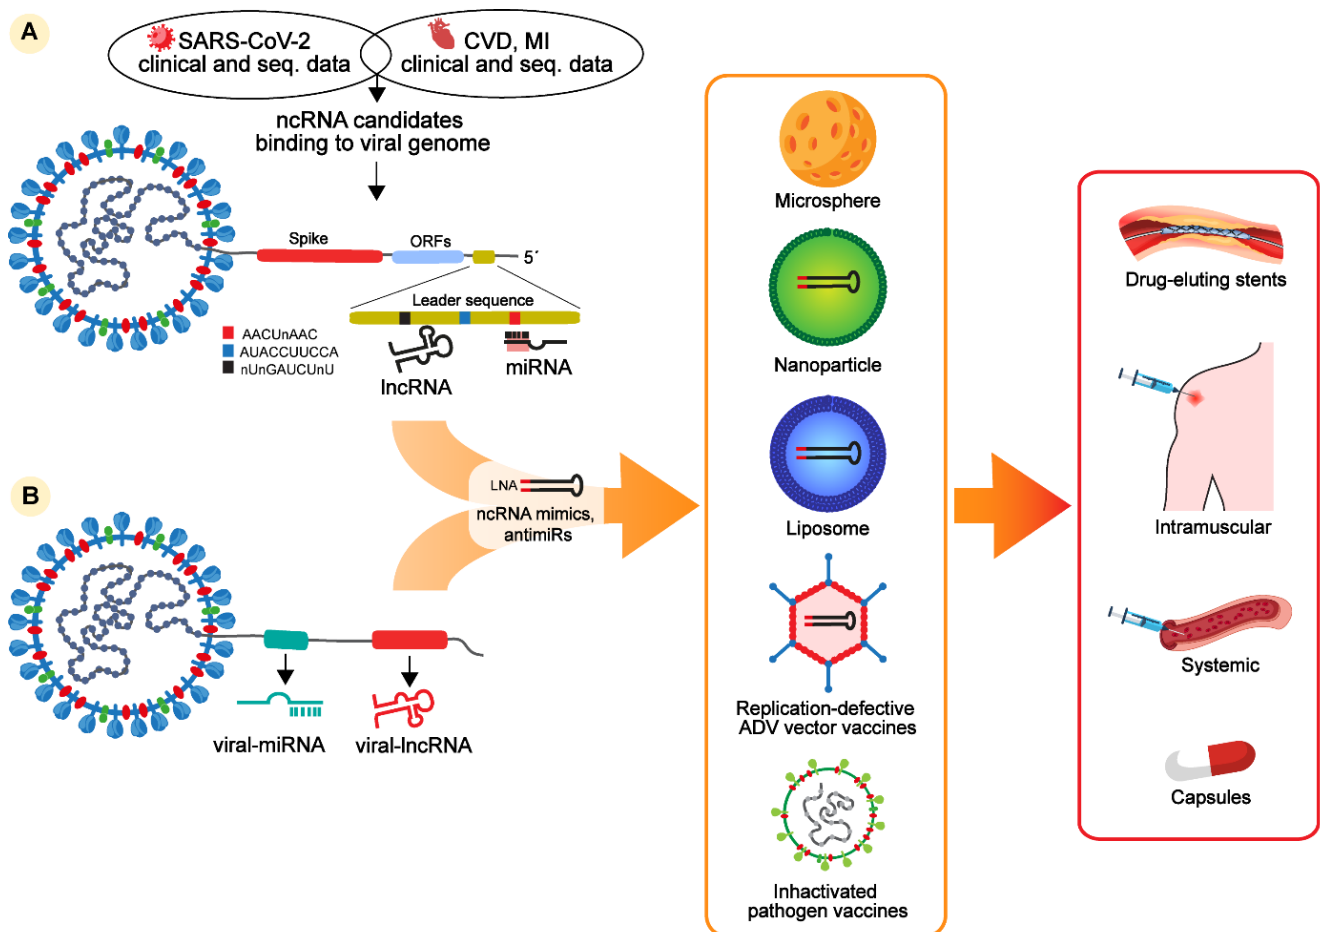 A
SARS-CoV-2
clinical and seq. data
CVD, MI
clinical and seq. data
ncRNA candidates
binding to viral genome
Spike
ORFs
5´
Leader sequence
AACUnAAC
AUACCUUCCA
nUnGAUCUnU
lncRNA
miRNA
B
LNA
ncRNA mimics,
antimiRs
viral-miRNA
viral-lncRNA
Microsphere
Nanoparticle
Liposome
Replication-defective
ADV vector vaccines
Inhactivated
pathogen vaccines
Drug-eluting stents
Intramuscular
Systemic
Capsules